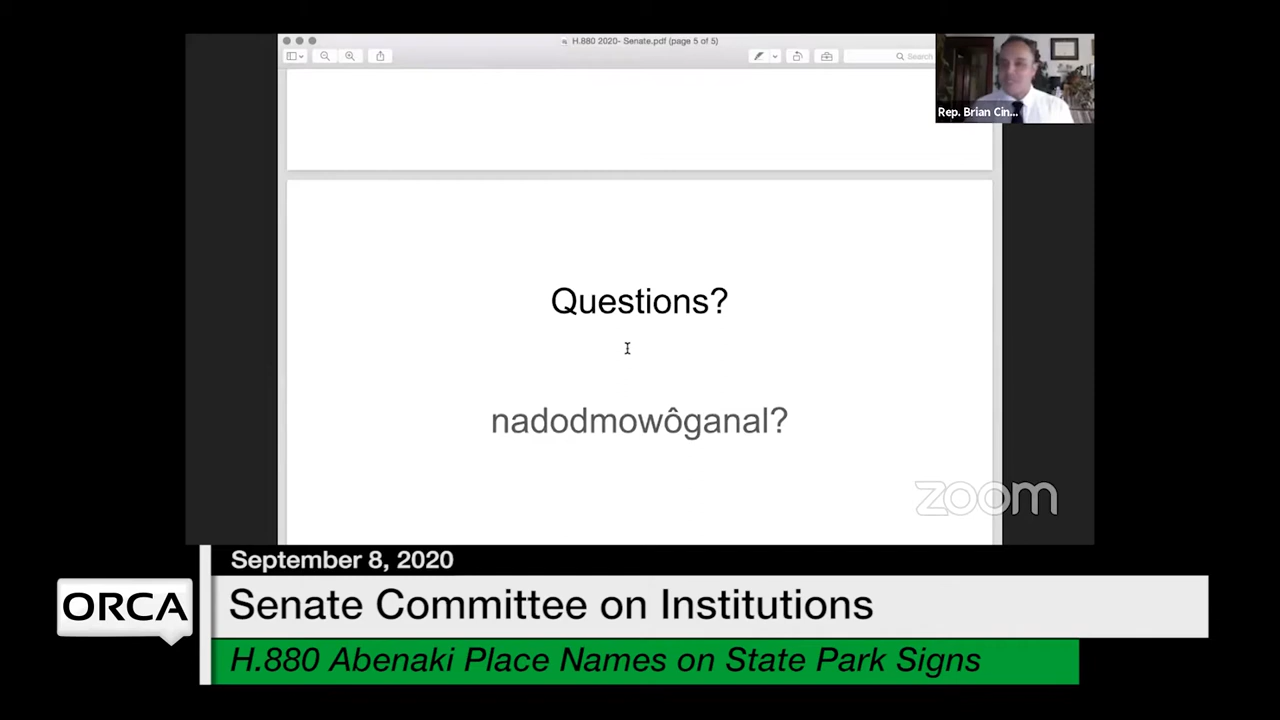 H.880 2020- Senate.pdf (page 5 of 5)
Search
Rep. Brian Cin...
Questions?
nadodmowôganal?
zoom
September 8, 2020
ORCA
Senate Committee on Institutions
H.880 Abenaki Place Names on State Park Signs